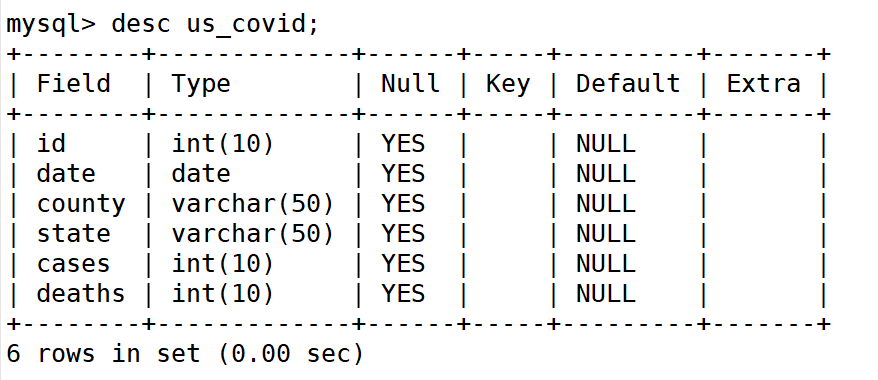 mysql> desc us_covid;
+--------+-------------+------+-----+---------+-------+
| Field  | Type        | Null | Key | Default | Extra |
+--------+-------------+------+-----+---------+-------+
| id     | int(10)     | YES  |     | NULL    |       |
| date   | date        | YES  |     | NULL    |       |
| county | varchar(50) | YES  |     | NULL    |       |
| state  | varchar(50) | YES  |     | NULL    |       |
| cases  | int(10)     | YES  |     | NULL    |       |
| deaths | int(10)     | YES  |     | NULL    |       |
+--------+-------------+------+-----+---------+-------+
6 rows in set (0.00 sec)